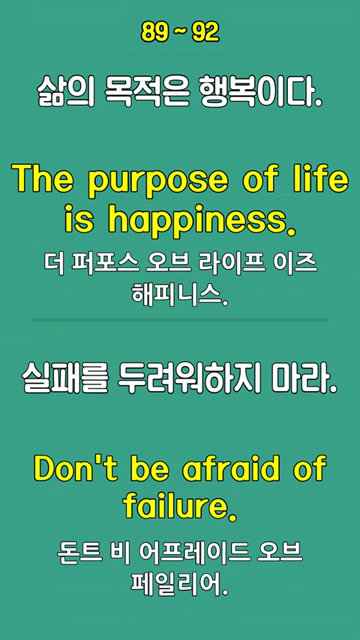 89 ~ 92
삶의 목적은 행복이다.
The purpose of life
is happiness.
더 퍼포스 오브 라이프 이즈
해피니스.
실패를 두려워하지 마라.
Don't be afraid of
failure.
돈트 비 어프레이드 오브
페일리어.